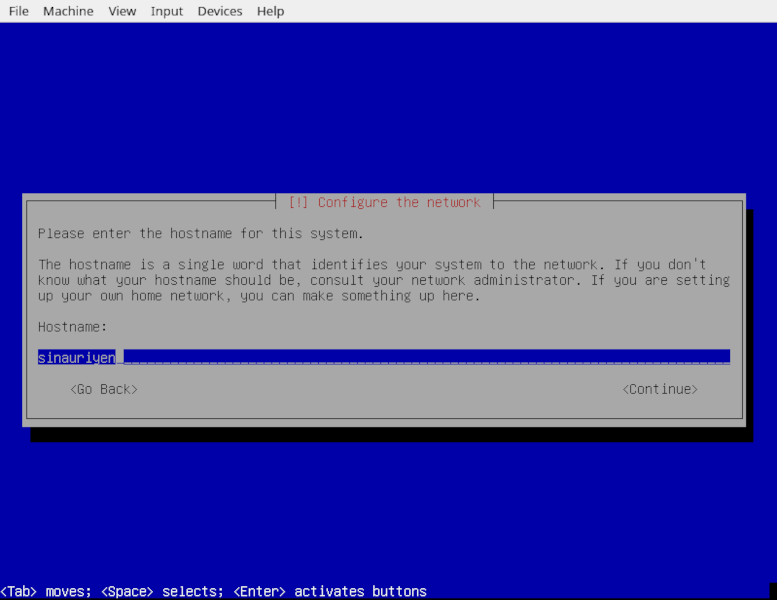 File Machine View Input Devices Help
[!] Configure the network
Please enter the hostname for this system.
The hostname is a single word that identifies your system to the network. If you don't
know what your hostname should be, consult your network administrator. If you are setting
up your own home network, you can make something up here.
Hostname:
sinauriyen
<Go Back> <Continue>
<Tab> moves; <Space> selects; <Enter> activates buttons